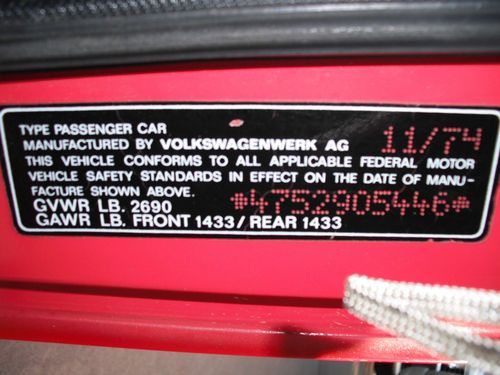 TYPE PASSENGER CAR
MANUFACTURED BY VOLKSWAGENWERK AG 11/74
THIS VEHICLE CONFORMS TO ALL APPLICABLE FEDERAL MOTOR
VEHICLE SAFETY STANDARDS IN EFFECT ON THE DATE OF MANU-
FACTURE SHOWN ABOVE. *4752905446*
GVWR LB. 2690
GAWR LB. FRONT 1433/REAR 1433